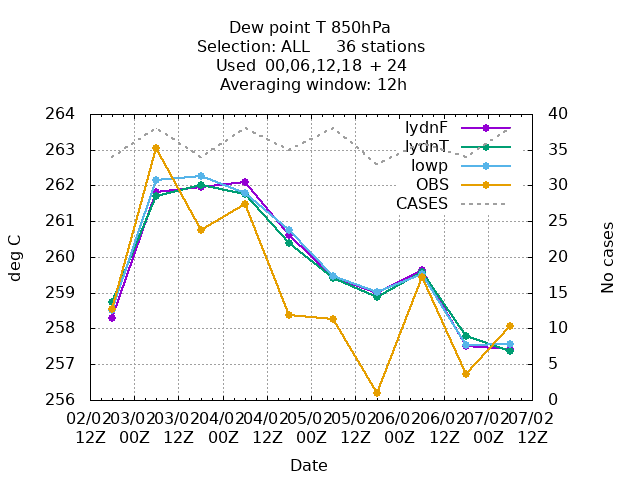 Dew point T 850hPa
Selection: ALL 36 stations
Used 00,06,12,18 + 24
Averaging window: 12h
264
263
262
261
260
259
258
257
256
40
35
30
25
20
15
10
5
0
lydnF
lydnT
lowp
OBS
CASES
deg C
No cases
02/02 03/02 03/02 04/02 04/02 05/02 05/02 06/02 06/02 07/02 07/02
12Z 00Z 12Z 00Z 12Z 00Z 12Z 00Z 12Z 00Z 12Z
Date